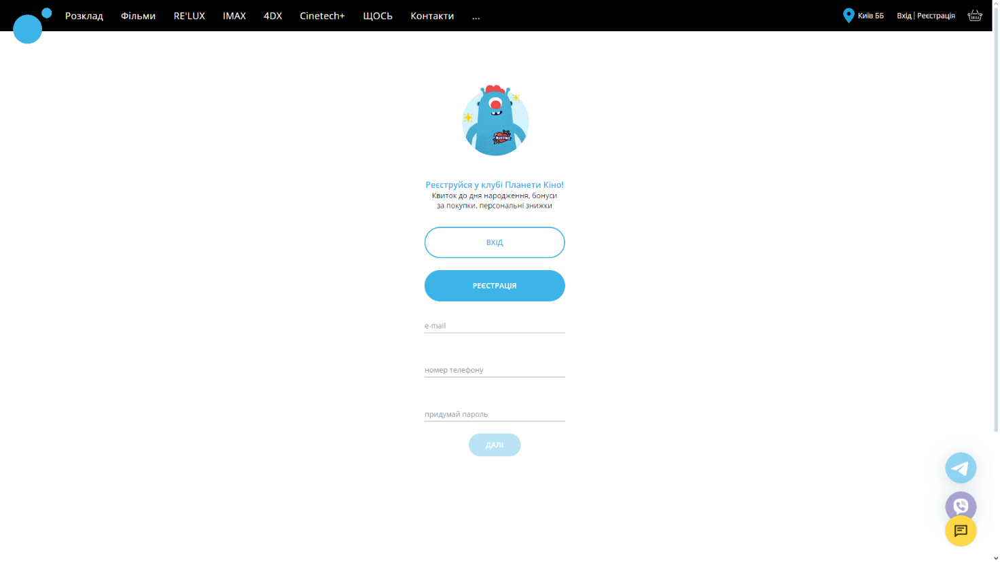 Розклад Фільми RE'LUX IMAX 4DX Cinetech+ ЩОСЬ Контакти ... Київ ББ Вхід | Реєстрація
Реєструйся у клубі Планети Кіно!
Квиток до дня народження, бонуси
за покупки, персональні знижки
ВХІД
РЕЄСТРАЦІЯ
e-mail
номер телефону
придумай пароль
ДАЛІ